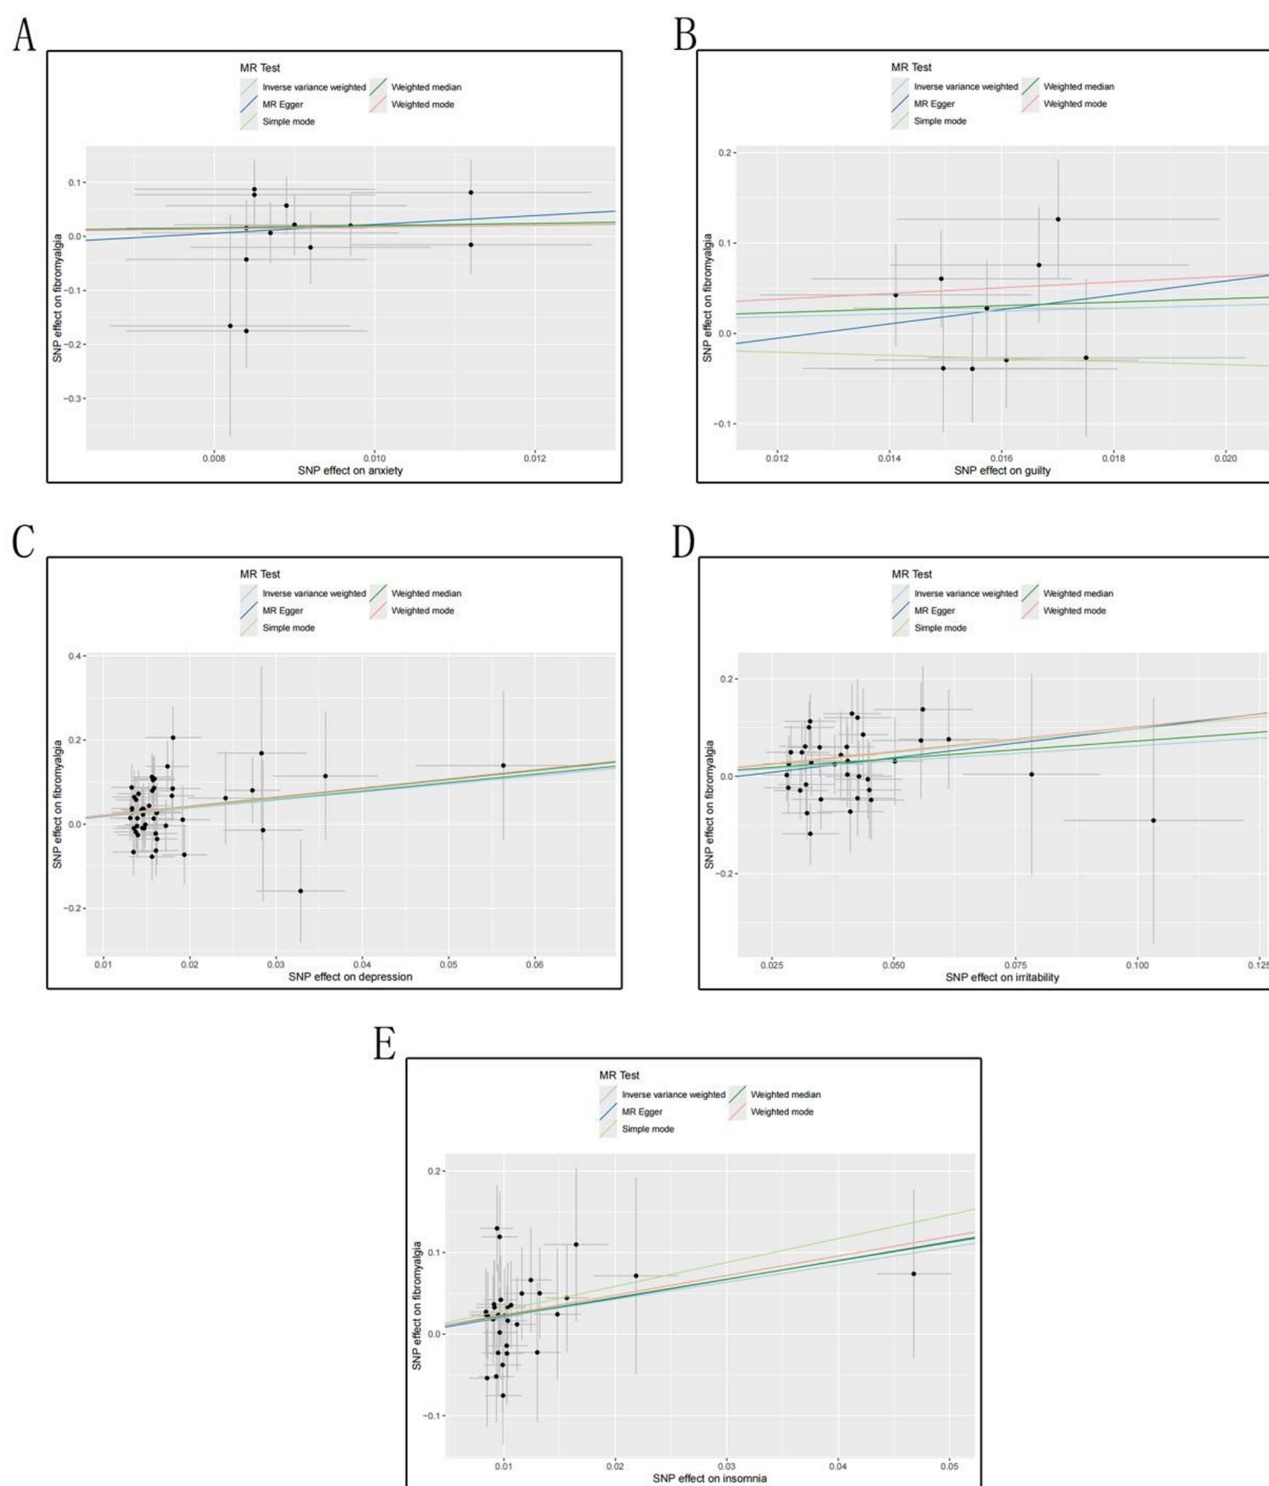 A
MR Test
Inverse variance weighted
Weighted median
MR Egger
Weighted mode
Simple mode
0.1
0.0
−0.1
−0.2
−0.3
SNP effect on fibromyalgia
0.008
0.010
0.012
SNP effect on anxiety
B
MR Test
Inverse variance weighted
Weighted median
MR Egger
Weighted mode
Simple mode
0.2
0.1
0.0
−0.1
SNP effect on fibromyalgia
0.012
0.014
0.016
0.018
0.020
SNP effect on guilty
C
MR Test
Inverse variance weighted
Weighted median
MR Egger
Weighted mode
Simple mode
0.4
0.2
0.0
−0.2
SNP effect on fibromyalgia
0.01
0.02
0.03
0.04
0.05
0.06
SNP effect on depression
D
MR Test
Inverse variance weighted
Weighted median
MR Egger
Weighted mode
Simple mode
0.2
0.0
−0.2
SNP effect on fibromyalgia
0.025
0.050
0.075
0.100
0.125
SNP effect on irritability
E
MR Test
Inverse variance weighted
Weighted median
MR Egger
Weighted mode
Simple mode
0.2
0.1
0.0
−0.1
SNP effect on fibromyalgia
0.01
0.02
0.03
0.04
0.05
SNP effect on insomnia